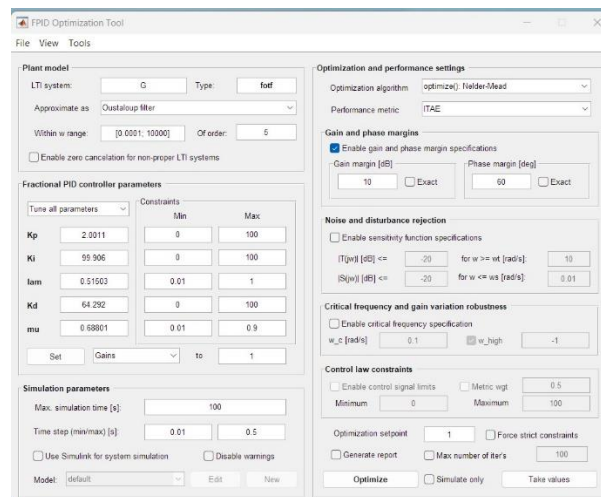 FPID Optimization Tool
File View Tools
Plant model
LTI system: G Type: fotf
Approximate as Oustaloup filter
Within w range: [0.0001; 10000] Of order: 5
Enable zero cancelation for non-proper LTI systems
Fractional PID controller parameters
Tune all parameters
Constraints
Min Max
Kp 2.0011 0 100
Ki 99.906 0 100
lam 0.51503 0.01 1
Kd 64.292 0 100
mu 0.68801 0.01 0.9
Set Gains to 1
Simulation parameters
Max. simulation time [s]: 100
Time step (min/max) [s]: 0.01 0.5
Use Simulink for system simulation Disable warnings
Model: default Edit New
Optimization and performance settings
Optimization algorithm optimize(): Nelder-Mead
Performance metric ITAE
Gain and phase margins
Enable gain and phase margin specifications
Gain margin [dB] Phase margin [deg]
10 Exact 60 Exact
Noise and disturbance rejection
Enable sensitivity function specifications
|T(jw)| [dB] <= -20 for w >= wt [rad/s]: 10
|S(jw)| [dB] <= -20 for w <= ws [rad/s]: 0.01
Critical frequency and gain variation robustness
Enable critical frequency specification
w_c [rad/s] 0.1 w_high -1
Control law constraints
Enable control signal limits Metric wgt 0.5
Minimum 0 Maximum 100
Optimization setpoint 1 Force strict constraints
Generate report Max number of iter's 100
Optimize Simulate only Take values